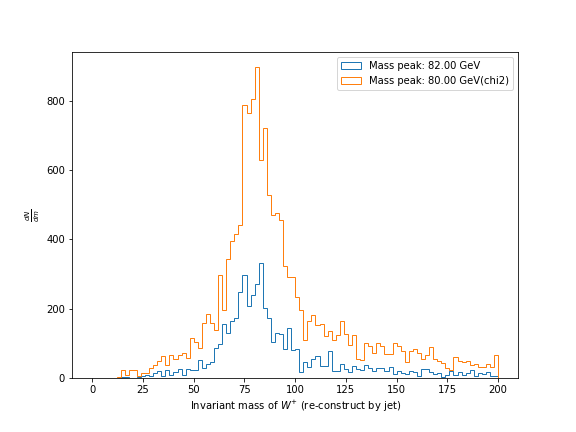 Mass peak: 82.00 GeV
Mass peak: 80.00 GeV(chi2)
800
600
400
200
0
dN/dm
0 25 50 75 100 125 150 175 200
Invariant mass of W⁺ (re-construct by jet)